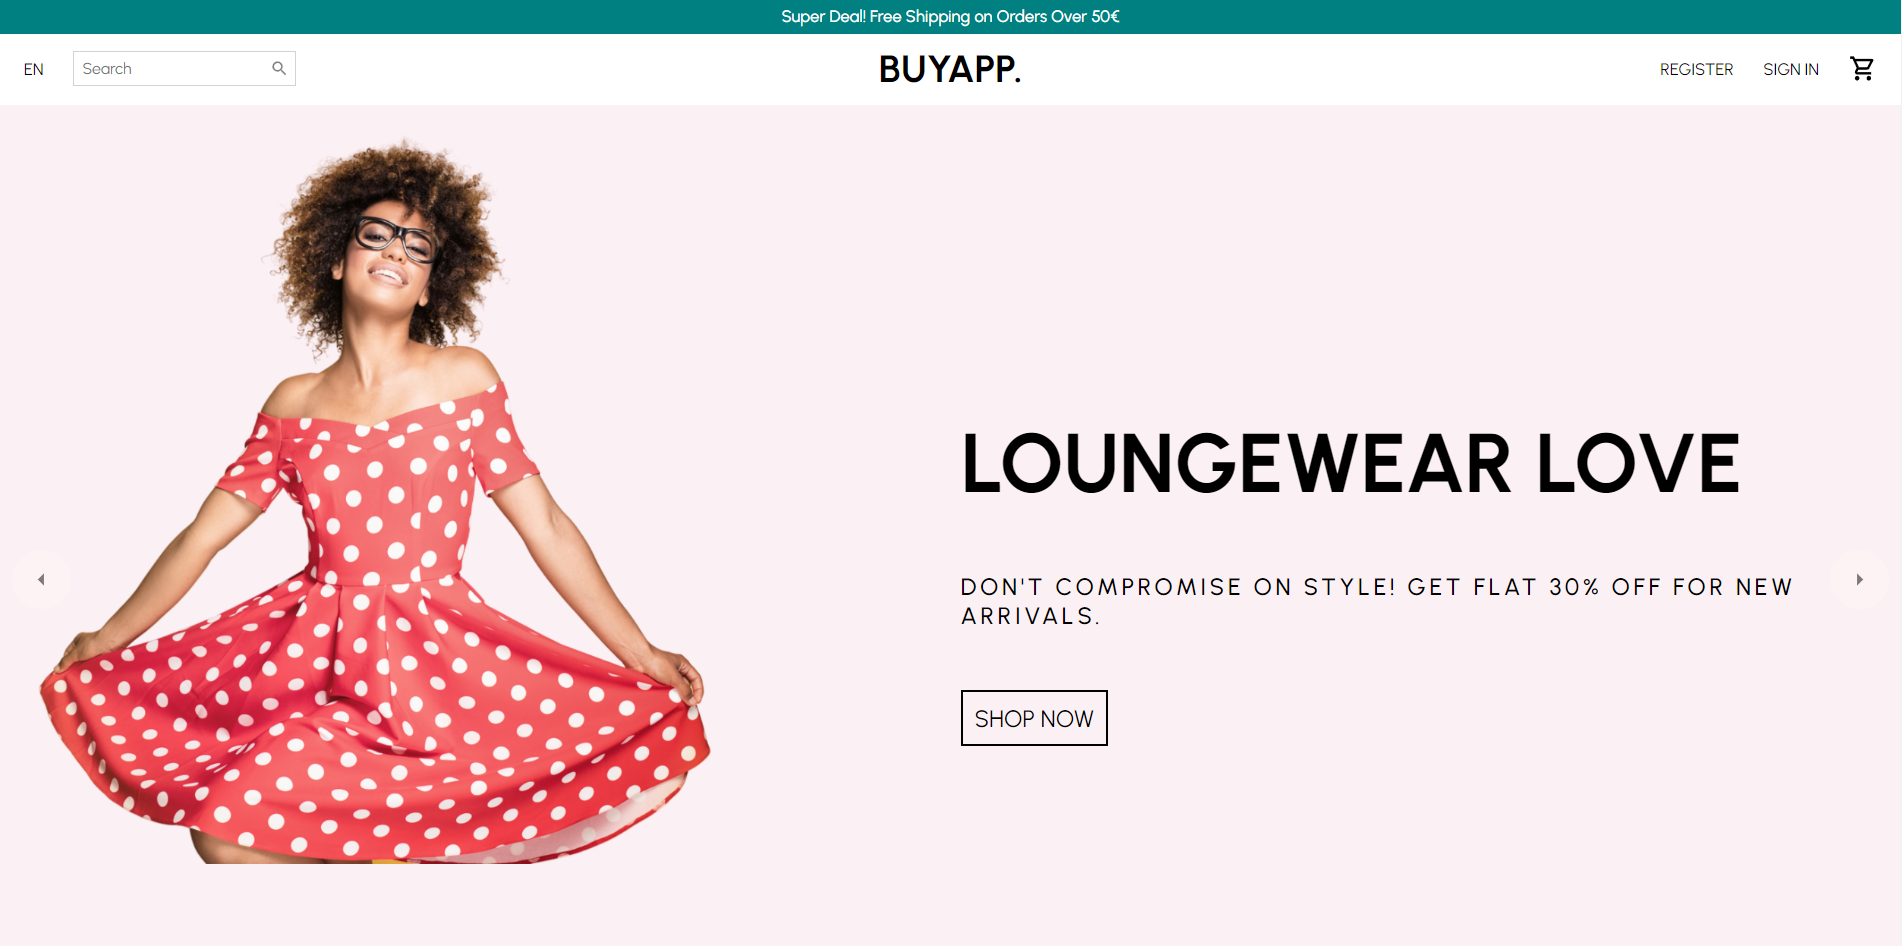 Super Deal! Free Shipping on Orders Over 50€
EN
Search
BUYAPP.
REGISTER
SIGN IN
LOUNGEWEAR LOVE
DON'T COMPROMISE ON STYLE! GET FLAT 30% OFF FOR NEW
ARRIVALS.
SHOP NOW